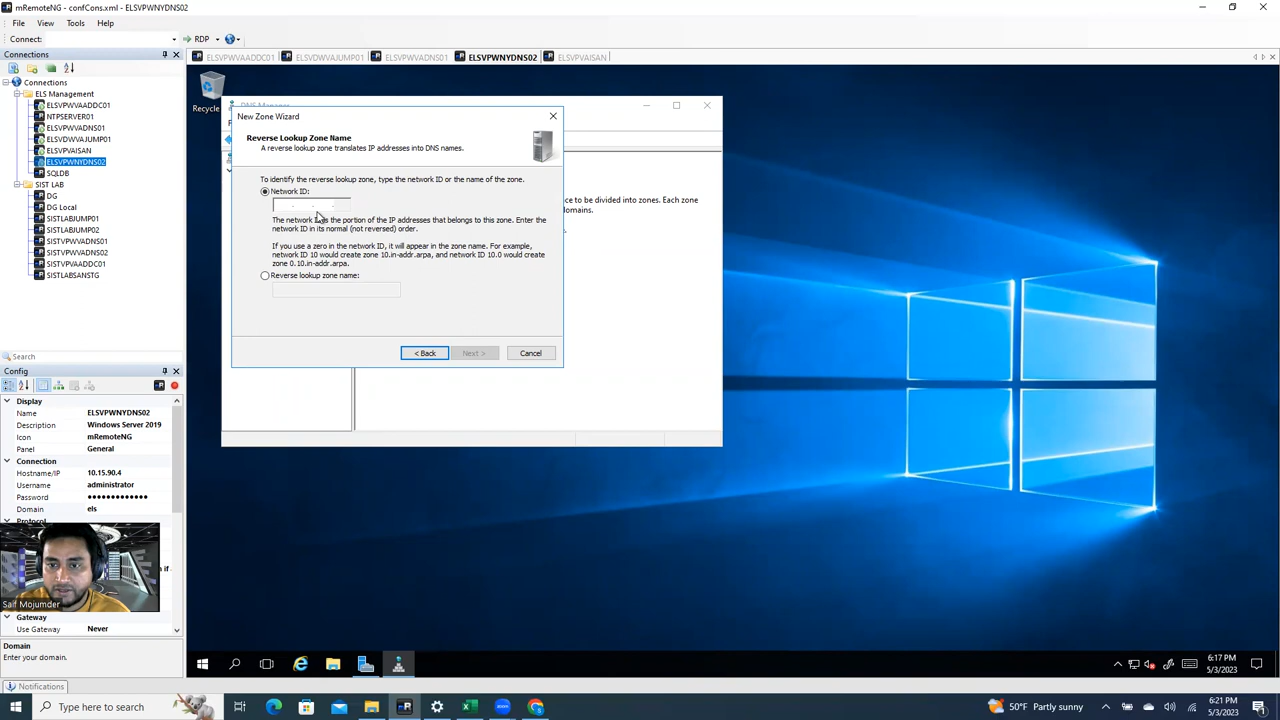 mRemoteNG - confCons.xml - ELSVPWNYDNS02
File View Tools Help
Connect: RDP
Connections
ELSVPWVAADDC01 ELSVDWVAJUMP01 ELSVPWVADNS01 ELSVPWNYDNS02 ELSVPVAISAN
Connections
ELS Management
ELSVPWVAADDC01
NTPSERVER01
ELSVPWVADNS01
ELSVDWVAJUMP01
ELSVPVAISAN
ELSVPWNYDNS02
SQLDB
SIST LAB
DG
DG Local
SISTLABJUMP01
SISTLABJUMP02
SISTVPWVADNS01
SISTVPWVADNS02
SISTVPVAADDC01
SISTLABSANSTG
Search
Config
Display
Name ELSVPWNYDNS02
Description Windows Server 2019
Icon mRemoteNG
Panel General
Connection
Hostname/IP 10.15.90.4
Username administrator
Password ●●●●●●●●●●●●●
Domain els
Protocol
Saif Mojumder
Gateway
Use Gateway Never
Domain
Enter your domain.
Notifications
Recycle
DNS Manager
New Zone Wizard
Reverse Lookup Zone Name
A reverse lookup zone translates IP addresses into DNS names.
To identify the reverse lookup zone, type the network ID or the name of the zone.
Network ID:
. . .
The network ID is the portion of the IP addresses that belongs to this zone. Enter the
network ID in its normal (not reversed) order.
If you use a zero in the network ID, it will appear in the zone name. For example,
network ID 10 would create zone 10.in-addr.arpa, and network ID 10.0 would create
zone 0.10.in-addr.arpa.
Reverse lookup zone name:
< Back Next > Cancel
ce to be divided into zones. Each zone
domains.
6:17 PM
5/3/2023
Type here to search
50°F Partly sunny
6:21 PM
5/3/2023